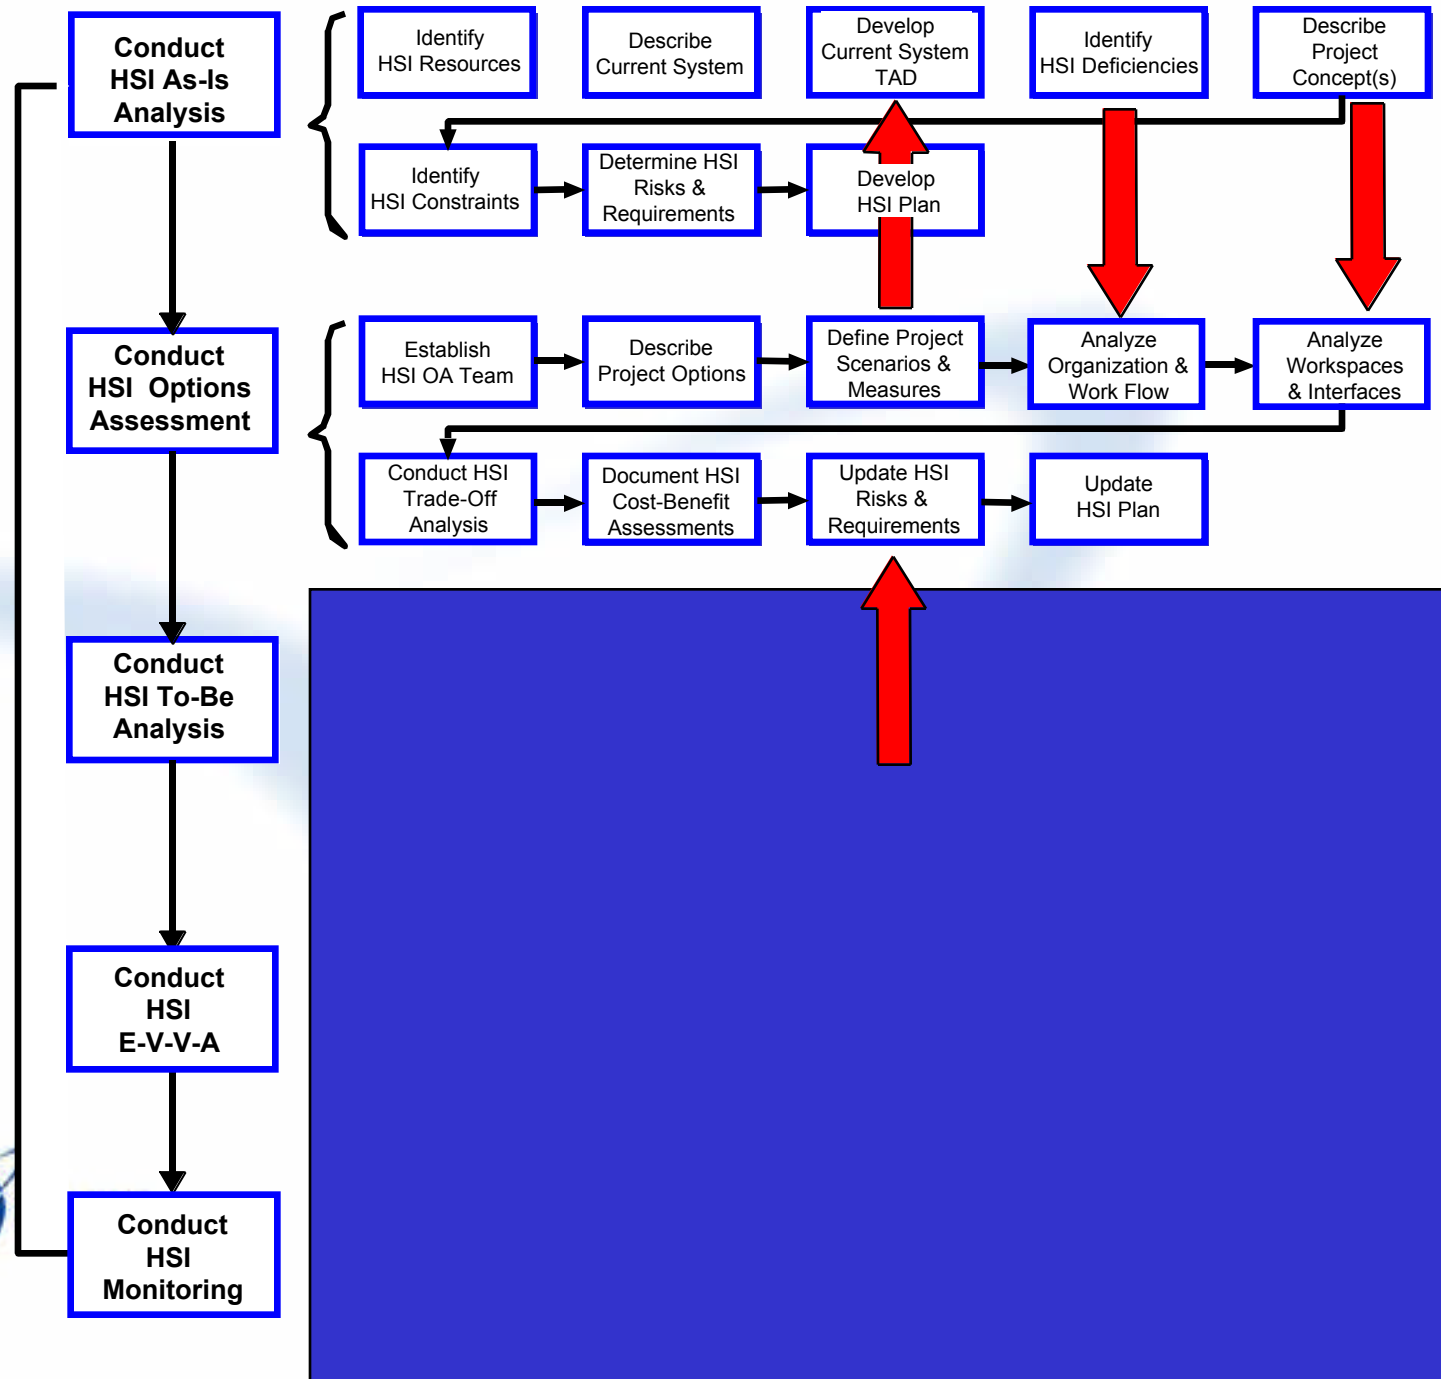 Conduct
HSI As-Is
Analysis
Identify
HSI Resources
Describe
Current System
Develop
Current System
TAD
Identify
HSI Deficiencies
Describe
Project
Concept(s)
Identify
HSI Constraints
Determine HSI
Risks &
Requirements
Develop
HSI Plan
Conduct
HSI Options
Assessment
Establish
HSI OA Team
Describe
Project Options
Define Project
Scenarios &
Measures
Analyze
Organization &
Work Flow
Analyze
Workspaces
& Interfaces
Conduct HSI
Trade-Off
Analysis
Document HSI
Cost-Benefit
Assessments
Update HSI
Risks &
Requirements
Update
HSI Plan
Conduct
HSI To-Be
Analysis
Conduct
HSI
E-V-V-A
Conduct
HSI
Monitoring